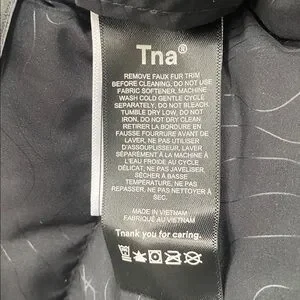 Tna®
REMOVE FAUX FUR TRIM
BEFORE CLEANING, DO NOT USE
FABRIC SOFTENER, MACHINE
WASH COLD GENTLE CYCLE
SEPARATELY, DO NOT BLEACH.
TUMBLE DRY LOW, DO NOT
IRON, DO NOT DRY CLEAN
RETIRER LA BORDURE EN
FAUSSE FOURRURE AVANT DE
LAVER, NE PAS UTILISER
D'ASSOUPLISSEUR, LAVER
SÉPARÉMENT À LA MACHINE À
L'EAU FROIDE AU CYCLE
DÉLICAT, NE PAS JAVELISER,
SÉCHER À BASSE
TEMPÉRATURE, NE PAS
REPASSER, NE PAS NETTOYER À
SEC
MADE IN VIETNAM
FABRIQUÉ AU VIETNAM
Thank you for caring.